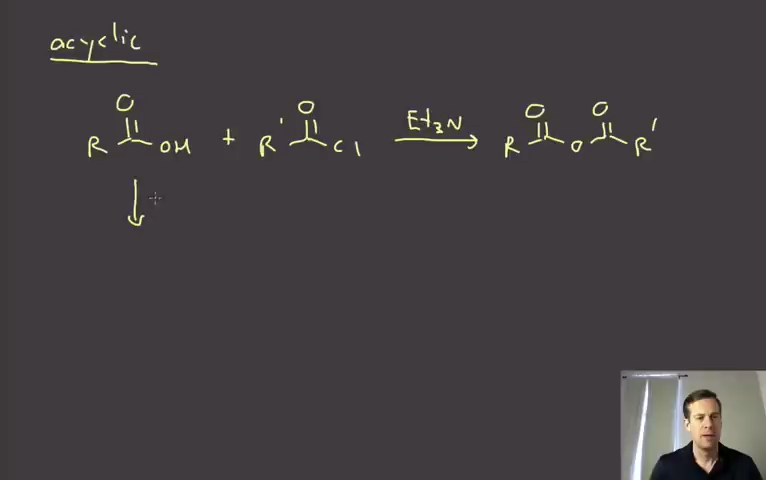 acyclic
O O Et₃N O O
R OH + R' Cl R O R'